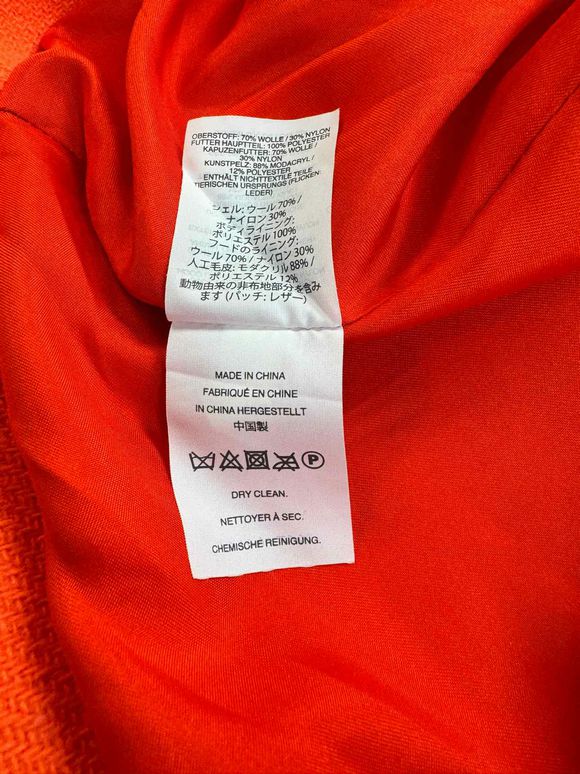 OBERSTOFF: 70% WOLLE / 30% NYLON
FUTTER HAUPTTEIL: 100% POLYESTER
KAPUZENFUTTER: 70% WOLLE /
30% NYLON
KUNSTPELZ: 88% MODACRYL /
12% POLYESTER
ENTHÄLT NICHTTEXTILE TEILE
TIERISCHEN URSPRUNGS (FLICKEN:
LEDER)
シェル: ウール 70% /
ナイロン 30%
ボディライニング:
ポリエステル 100%
フードのライニング:
ウール 70% / ナイロン 30%
人工毛皮: モダクリル 88% /
ポリエステル 12%
動物由来の非布地部分を含み
ます (パッチ: レザー)
MADE IN CHINA
FABRIQUÉ EN CHINE
IN CHINA HERGESTELLT
中国製
P
DRY CLEAN.
NETTOYER À SEC.
CHEMISCHE REINIGUNG.